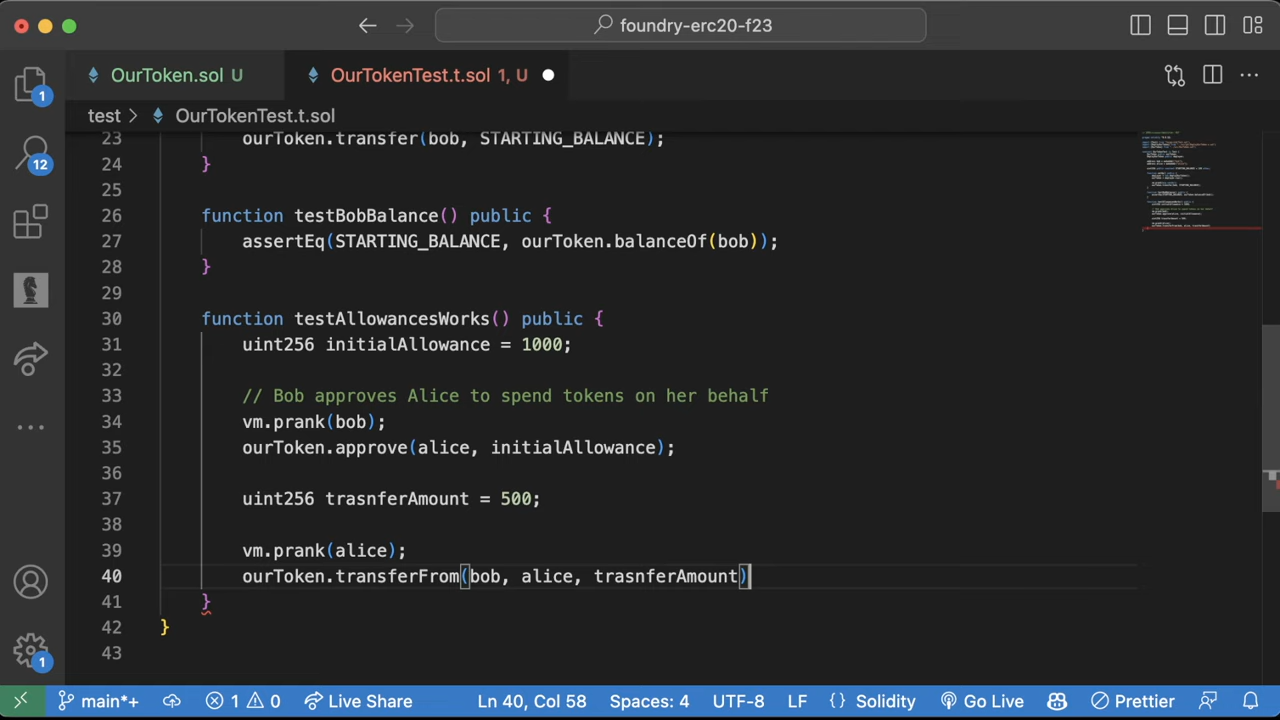 foundry-erc20-f23
OurToken.sol U
OurTokenTest.t.sol 1, U
test > OurTokenTest.t.sol
1
12
1
23 ourToken.transfer(bob, STARTING_BALANCE);
24 }
25
26 function testBobBalance() public {
27 assertEq(STARTING_BALANCE, ourToken.balanceOf(bob));
28 }
29
30 function testAllowancesWorks() public {
31 uint256 initialAllowance = 1000;
32
33 // Bob approves Alice to spend tokens on her behalf
34 vm.prank(bob);
35 ourToken.approve(alice, initialAllowance);
36
37 uint256 trasnferAmount = 500;
38
39 vm.prank(alice);
40 ourToken.transferFrom(bob, alice, trasnferAmount)
41 }
42 }
43
main*+ 1 0 Live Share Ln 40, Col 58 Spaces: 4 UTF-8 LF {} Solidity Go Live Prettier